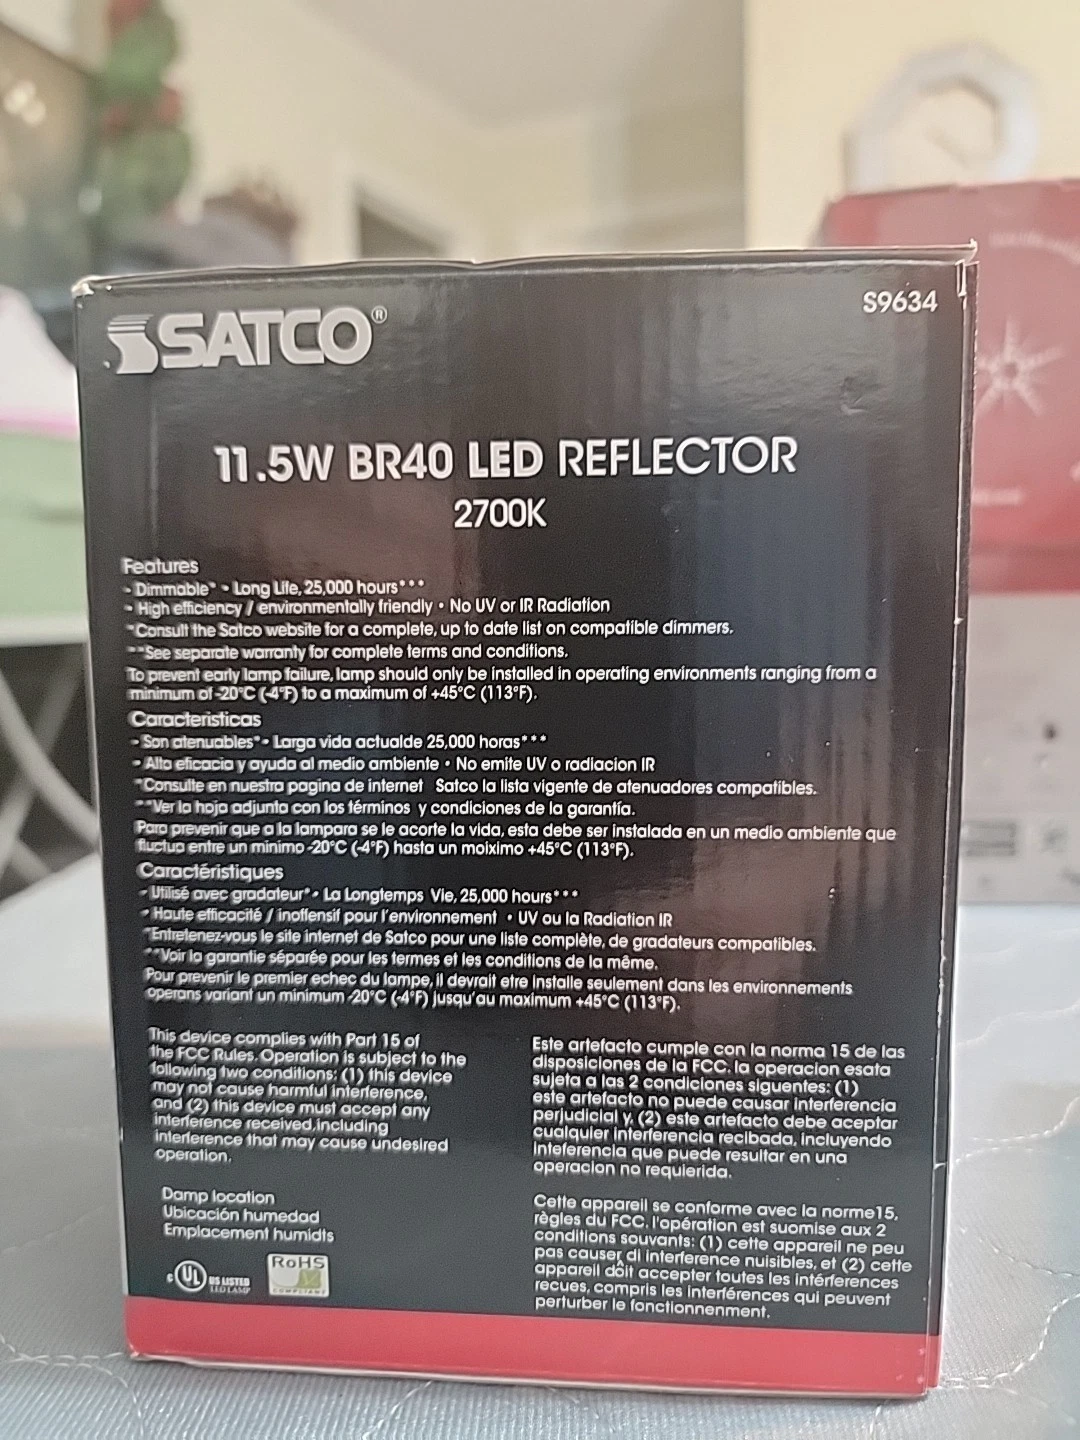 SATCO®
S9634
11.5W BR40 LED REFLECTOR
2700K
Features
• Dimmable* • Long Life, 25,000 hours***
• High efficiency / environmentally friendly • No UV or IR Radiation
*Consult the Satco website for a complete, up to date list on compatible dimmers.
**See separate warranty for complete terms and conditions.
To prevent early lamp failure, lamp should only be installed in operating environments ranging from a
minimum of -20°C (-4°F) to a maximum of +45°C (113°F).
Caracteristicas
• Son atenuables* • Larga vida actualde 25,000 horas***
• Alta eficacia y ayuda al medio ambiente • No emite UV o radiacion IR
*Consulte en nuestra pagina de internet Satco la lista vigente de atenuadores compatibles.
**Ver la hoja adjunta con los términos y condiciones de la garantía.
Para prevenir que a la lampara se le acorte la vida, esta debe ser instalada en un medio ambiente que
fluctua entre un minimo -20°C (-4°F) hasta un moiximo +45°C (113°F).
Caractéristiques
• Utilisé avec gradateur* • La Longtemps Vie, 25,000 hours***
• Haute efficacité / inoffensif pour l'environnement • UV ou la Radiation IR
*Entretenez-vous le site internet de Satco pour une liste complète, de gradateurs compatibles.
**Voir la garantie séparée pour les termes et les conditions de la même.
Pour prevenir le premier echec du lampe, il devrait etre installe seulement dans les environnements
operans variant un minimum -20°C (-4°F) jusqu'au maximum +45°C (113°F).
This device complies with Part 15 of
the FCC Rules. Operation is subject to the
following two conditions: (1) this device
may not cause harmful interference,
and (2) this device must accept any
interference received,including
interference that may cause undesired
operation.
Este artefacto cumple con la norma 15 de las
disposiciones de la FCC. la operacion esata
sujeta a las 2 condiciones siguentes: (1)
este artefacto no puede causar interferencia
perjudicial y, (2) este artefacto debe aceptar
cualquier interferencia recibada, incluyendo
inteferencia que puede resultar en una
operacion no requierida.
Damp location
Ubicación humedad
Emplacement humidts
Cette appareil se conforme avec la norme15,
règles du FCC. l'opération est suomise aux 2
conditions souvants: (1) cette appareil ne peu
pas causer di interference nuisibles, et (2) cette
appareil dôit accepter toutes les intérferences
recues, compris les interférences qui peuvent
perturber le fonctionnenment.
c UL US LISTED
LED LAMP
RoHS
COMPLIANT